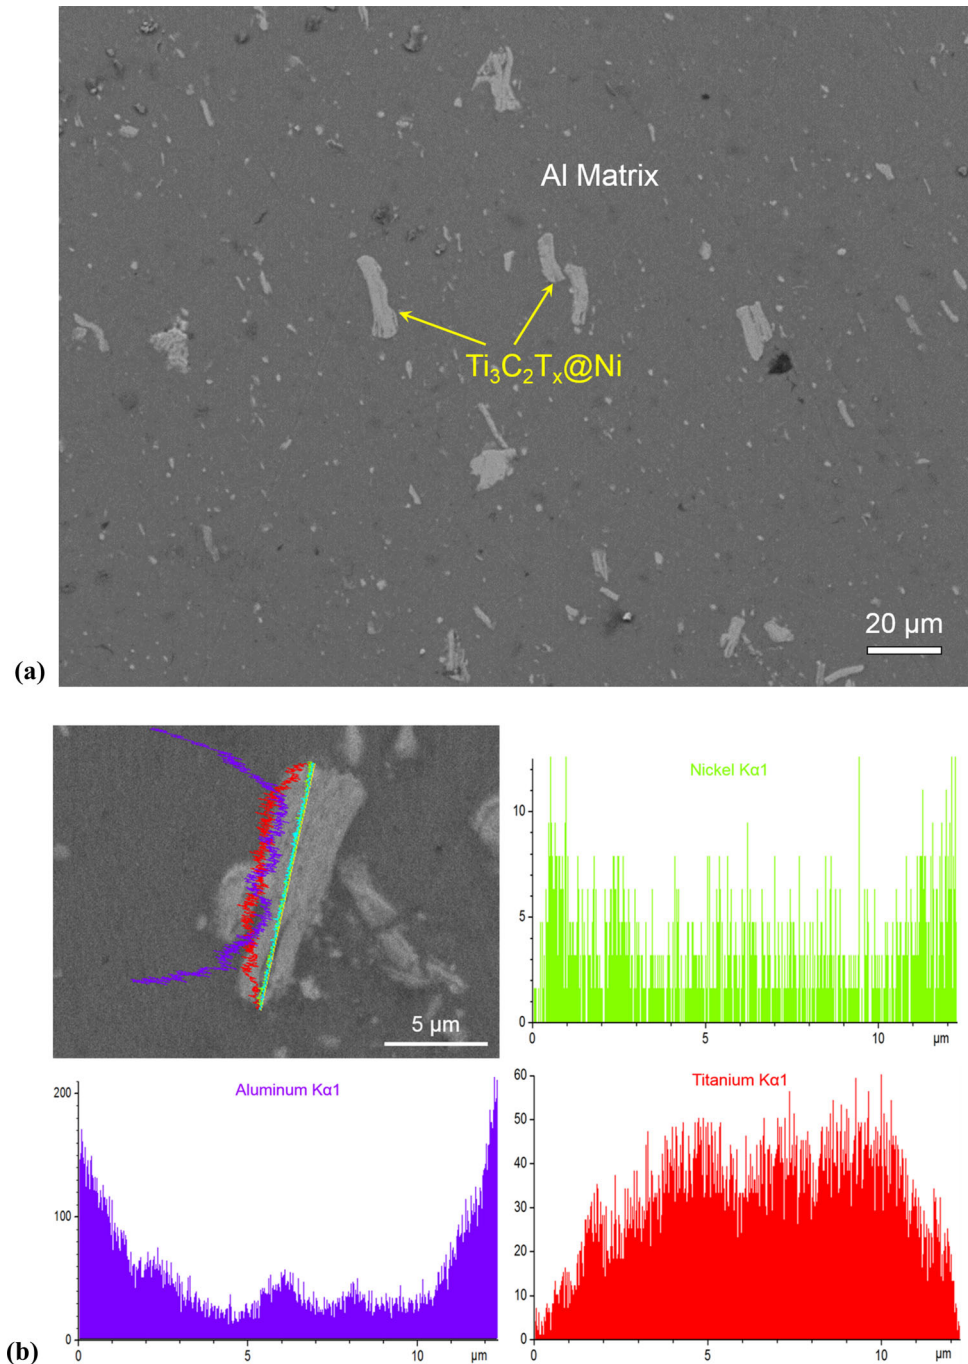 Al Matrix
Ti₃C₂Tₓ@Ni
20 μm
(a)
5 μm
Nickel Kα1
10
5
0
0 5 10 μm
Aluminum Kα1
200
100
0
0 5 10 μm
Titanium Kα1
60
50
40
30
20
10
0
0 5 10 μm
(b)